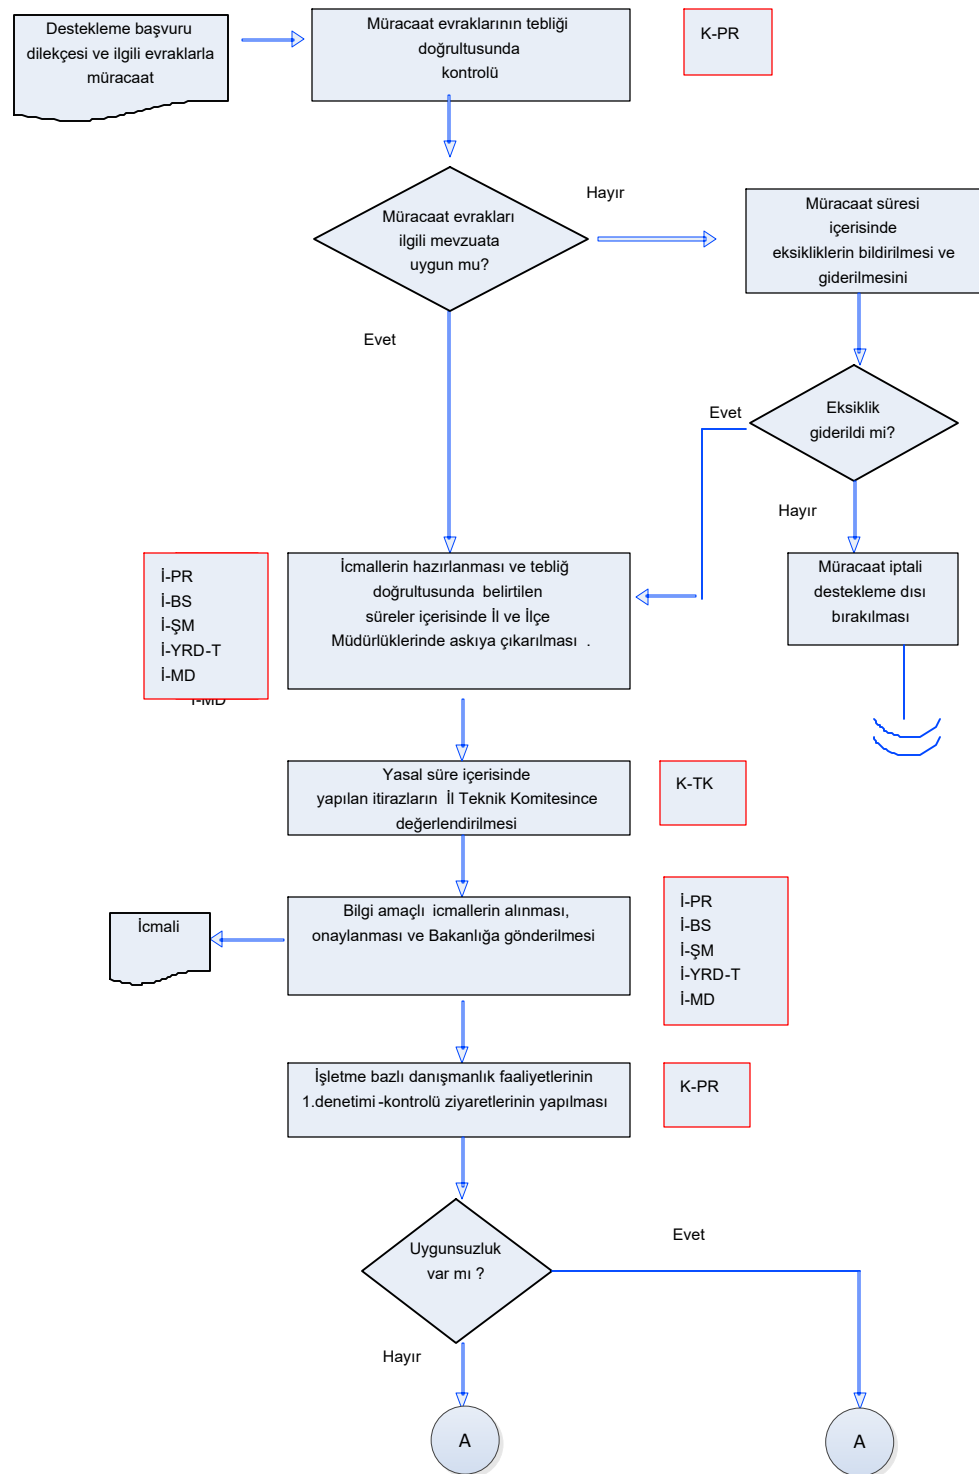 Destekleme başvuru
dilekçesi ve ilgili evraklarla
müracaat
Müracaat evraklarının tebliği
doğrultusunda
kontrolü
K-PR
Müracaat evrakları
ilgili mevzuata
uygun mu?
Hayır
Müracaat süresi
içerisinde
eksikliklerin bildirilmesi ve
giderilmesini
Evet
Evet
Eksiklik
giderildi mi?
Hayır
İ-PR
İ-BS
İ-ŞM
İ-YRD-T
İ-MD
İ-MD
İcmallerin hazırlanması ve tebliğ
doğrultusunda belirtilen
süreler içerisinde İl ve İlçe
Müdürlüklerinde askıya çıkarılması .
Müracaat iptali
destekleme dısı
bırakılması
Yasal süre içerisinde
yapılan itirazların İl Teknik Komitesince
değerlendirilmesi
K-TK
İcmali
Bilgi amaçlı icmallerin alınması,
onaylanması ve Bakanlığa gönderilmesi
İ-PR
İ-BS
İ-ŞM
İ-YRD-T
İ-MD
İşletme bazlı danışmanlık faaliyetlerinin
1.denetimi-kontrolü ziyaretlerinin yapılması
K-PR
Uygunsuzluk
var mı ?
Evet
Hayır
A
A